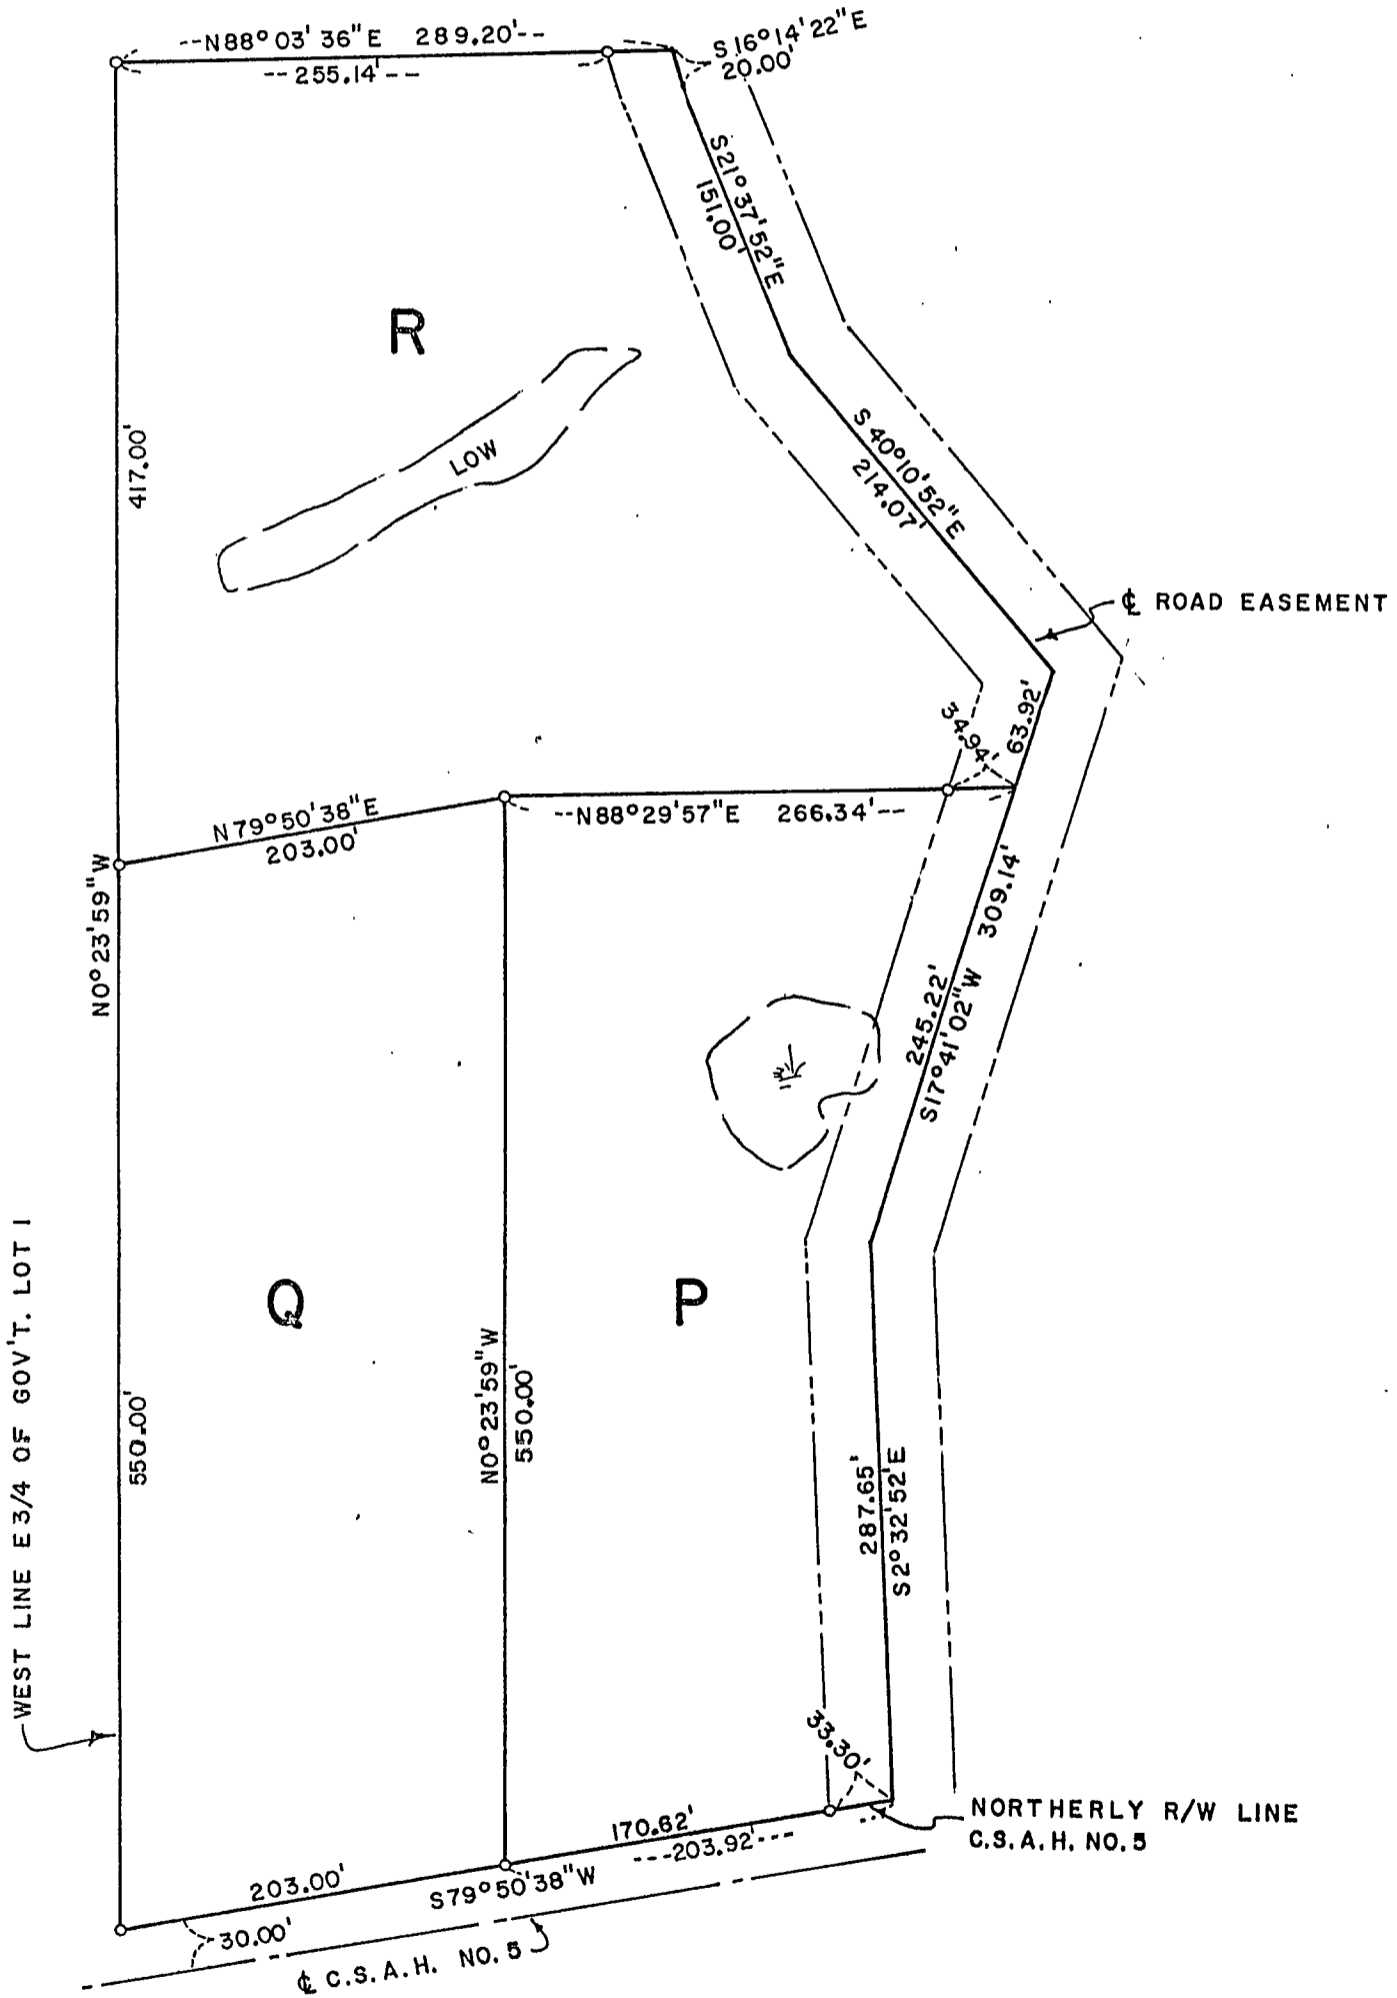 --N88°03'36"E 289.20'--
--255.14'--
S16°14'22"E
20.00'
S21°37'52"E
151.00'
R
LOW
417.00'
S40°10'52"E
214.07'
℄ ROAD EASEMENT
34.94'
63.92'
N79°50'38"E
203.00'
--N88°29'57"E 266.34'--
N0°23'59"W
309.14'
245.22'
S17°41'02"W
Q
P
WEST LINE E 3/4 OF GOV'T. LOT 1
550.00'
N0°23'59"W
550.00'
287.65'
S2°32'52'E
33.30'
NORTHERLY R/W LINE
C.S.A.H. NO. 5
170.62'
---203.92'---
203.00'
S79°50'38"W
30.00'
℄ C.S.A.H. NO. 5